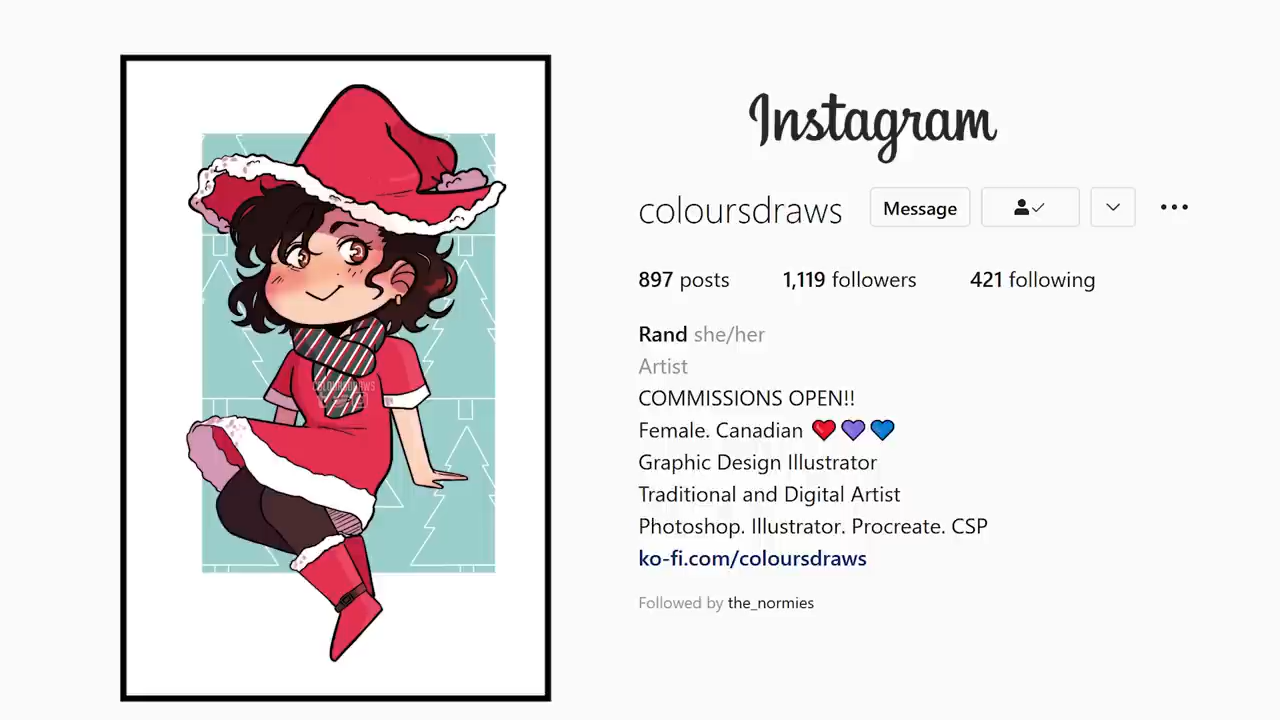 Instagram
coloursdraws Message
897 posts 1,119 followers 421 following
Rand she/her
Artist
COMMISSIONS OPEN!!
Female. Canadian ❤️💜💙
Graphic Design Illustrator
Traditional and Digital Artist
Photoshop. Illustrator. Procreate. CSP
ko-fi.com/coloursdraws
Followed by the_normies
COLOURSDRAWS